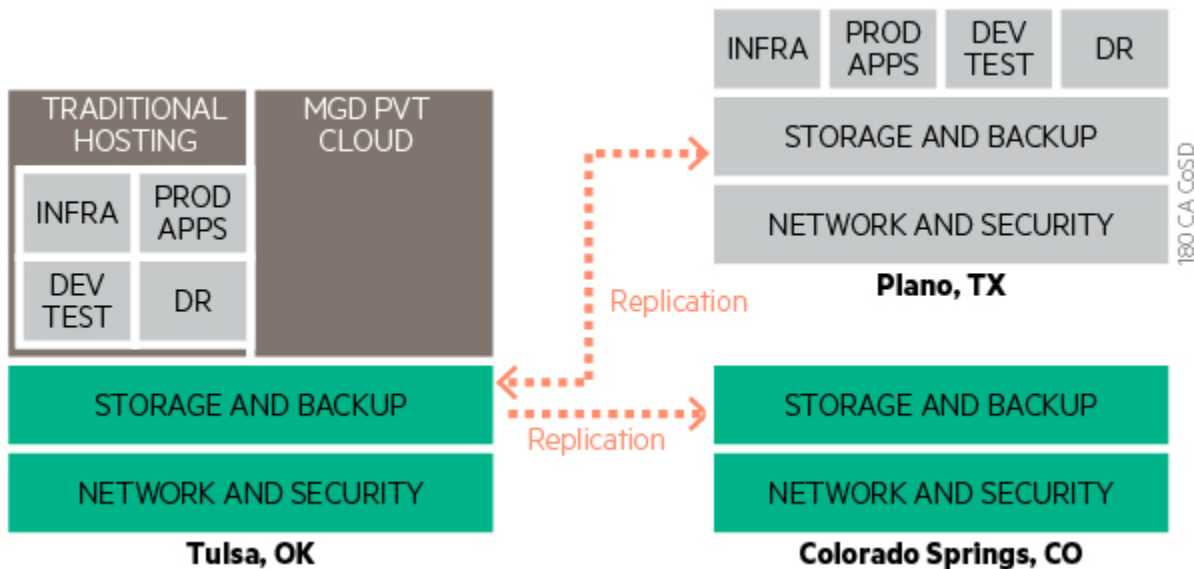 TRADITIONAL
HOSTING
INFRA
PROD
APPS
DEV
TEST
DR
MGD PVT
CLOUD
STORAGE AND BACKUP
NETWORK AND SECURITY
Tulsa, OK
Replication
Replication
INFRA
PROD
APPS
DEV
TEST
DR
STORAGE AND BACKUP
NETWORK AND SECURITY
Plano, TX
180 CA CoSD
STORAGE AND BACKUP
NETWORK AND SECURITY
Colorado Springs, CO